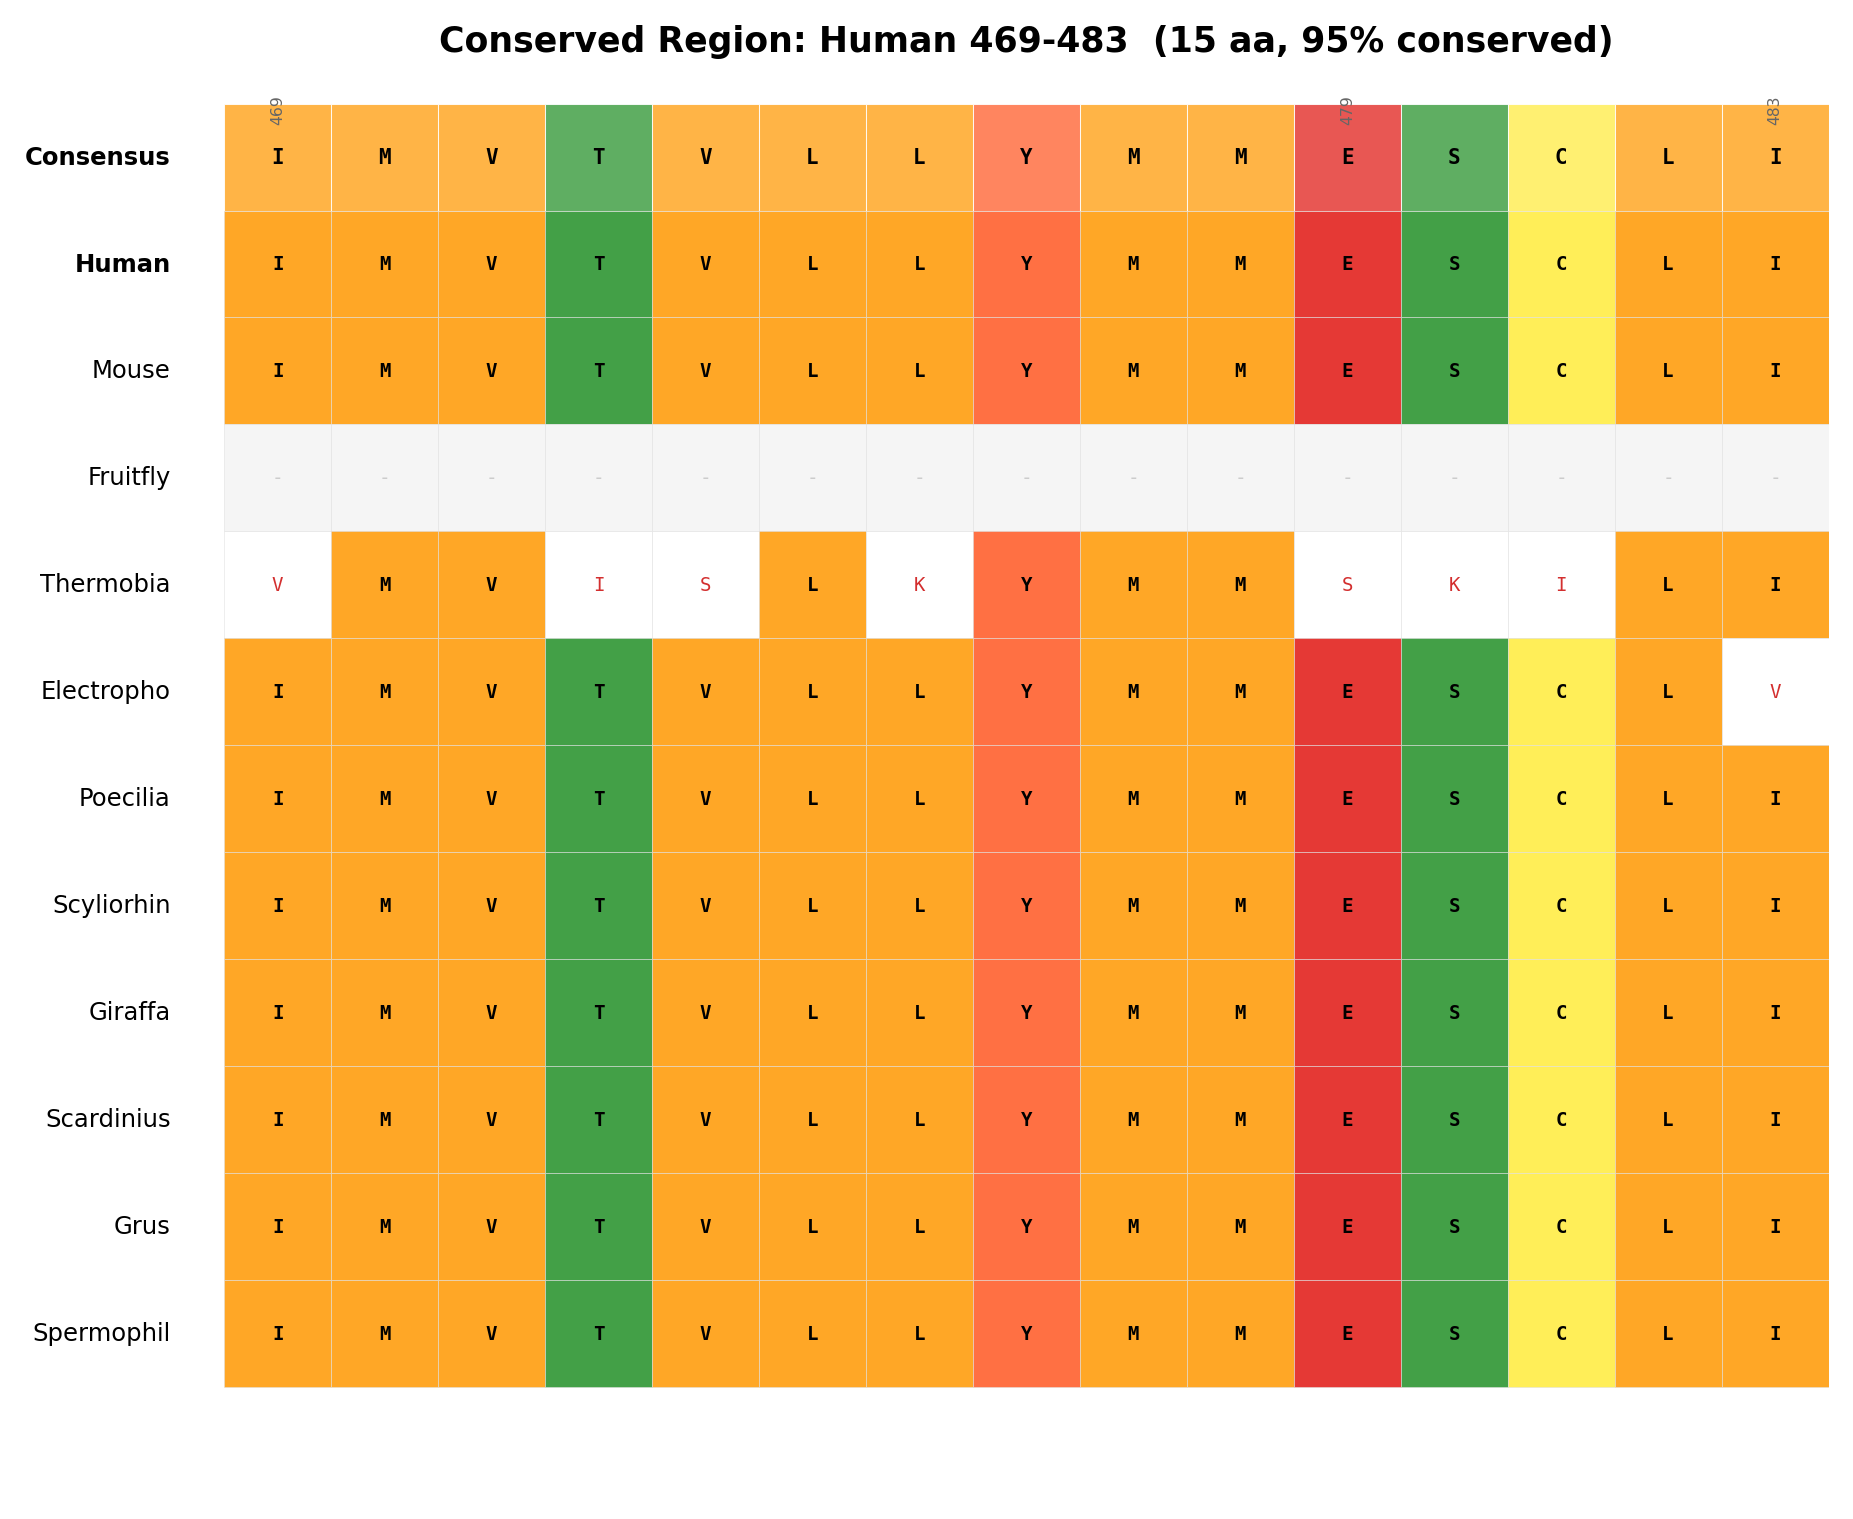 Conserved Region: Human 469-483 (15 aa, 95% conserved)
469 479 483
Consensus I M V T V L L Y M M E S C L I
Human I M V T V L L Y M M E S C L I
Mouse I M V T V L L Y M M E S C L I
Fruitfly - - - - - - - - - - - - - - -
Thermobia V M V I S L K Y M M S K I L I
Electropho I M V T V L L Y M M E S C L V
Poecilia I M V T V L L Y M M E S C L I
Scyliorhin I M V T V L L Y M M E S C L I
Giraffa I M V T V L L Y M M E S C L I
Scardinius I M V T V L L Y M M E S C L I
Grus I M V T V L L Y M M E S C L I
Spermophil I M V T V L L Y M M E S C L I